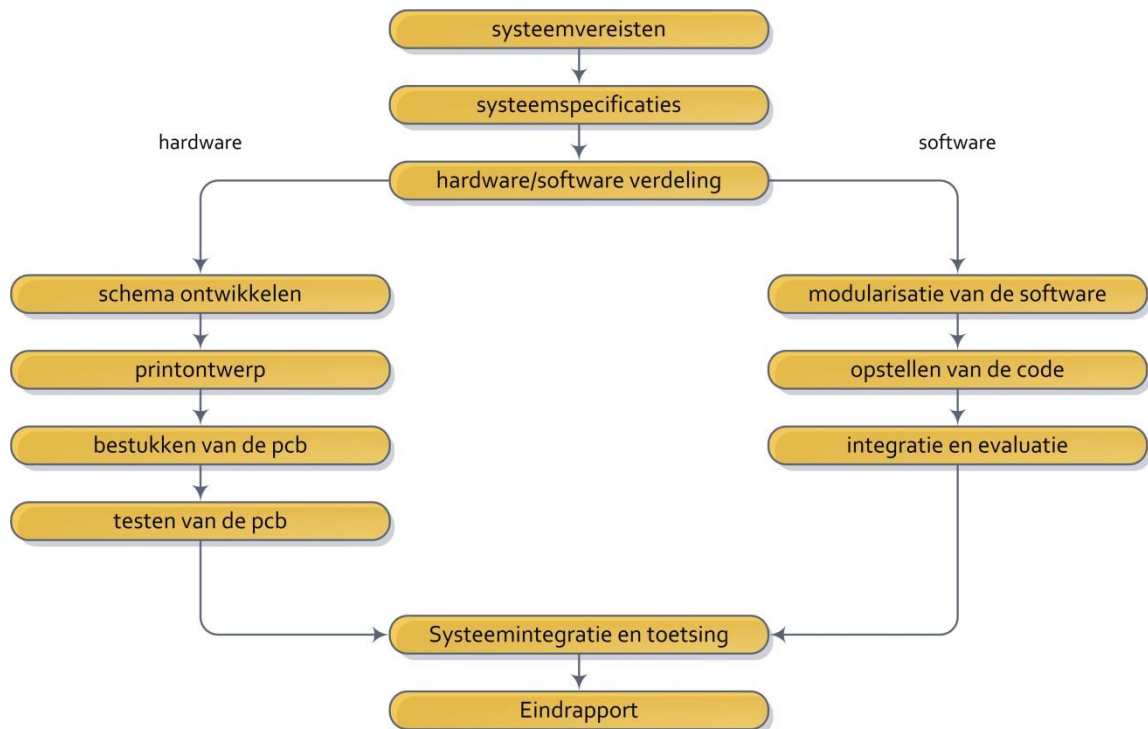 systeemvereisten
systeemspecificaties
hardware
software
hardware/software verdeling
schema ontwikkelen
modularisatie van de software
printontwerp
opstellen van de code
bestukken van de pcb
integratie en evaluatie
testen van de pcb
Systeemintegratie en toetsing
Eindrapport